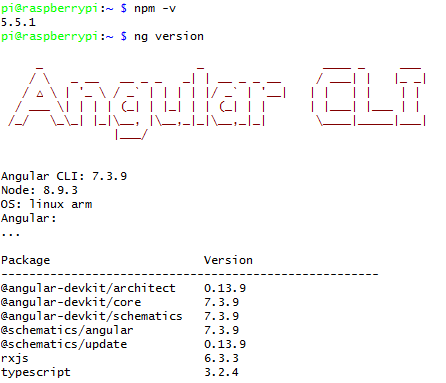 pi@raspberrypi:~ $ npm -v
5.5.1
pi@raspberrypi:~ $ ng version
Angular CLI
Angular CLI: 7.3.9
Node: 8.9.3
OS: linux arm
Angular:
...
Package Version
------------------------------------------------------
@angular-devkit/architect 0.13.9
@angular-devkit/core 7.3.9
@angular-devkit/schematics 7.3.9
@schematics/angular 7.3.9
@schematics/update 0.13.9
rxjs 6.3.3
typescript 3.2.4